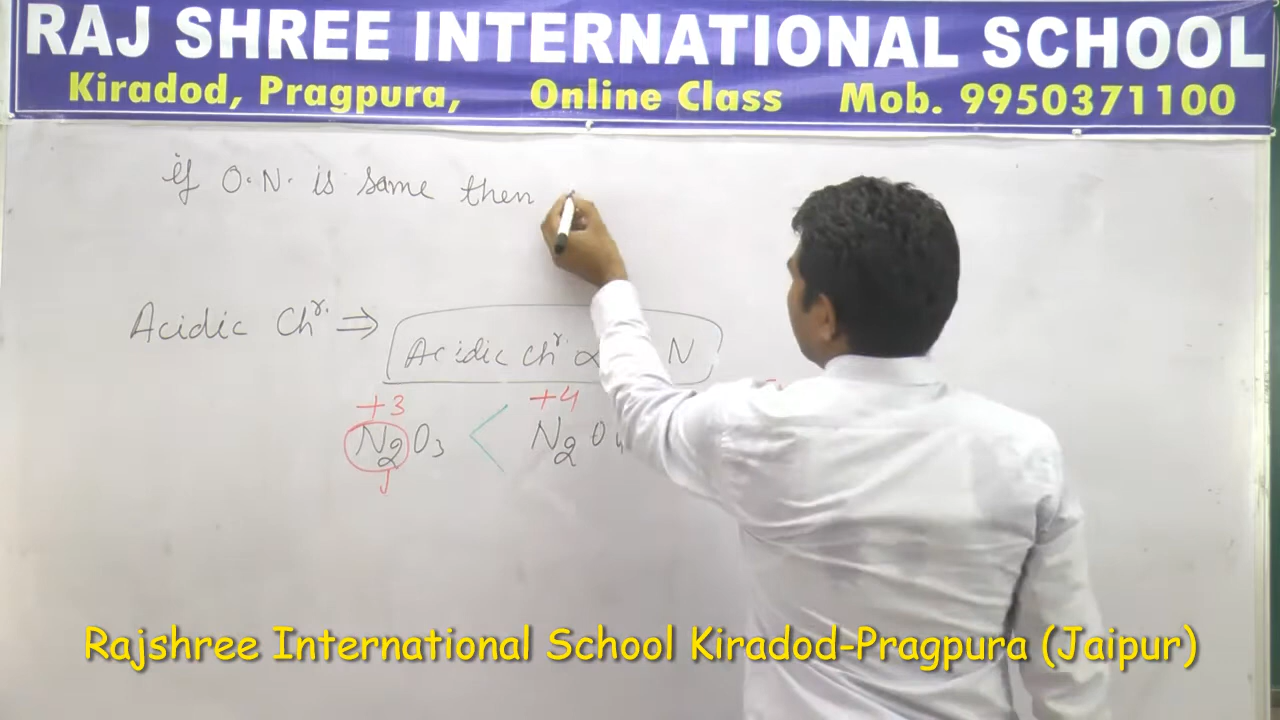 RAJ SHREE INTERNATIONAL SCHOOL
Kiradod, Pragpura, Online Class Mob. 9950371100
if O.N. is same then
Acidic Chr. ⇒ Acidic chr. ∝ N
+3 +4
N2O3 < N2O4
Rajshree International School Kiradod-Pragpura (Jaipur)